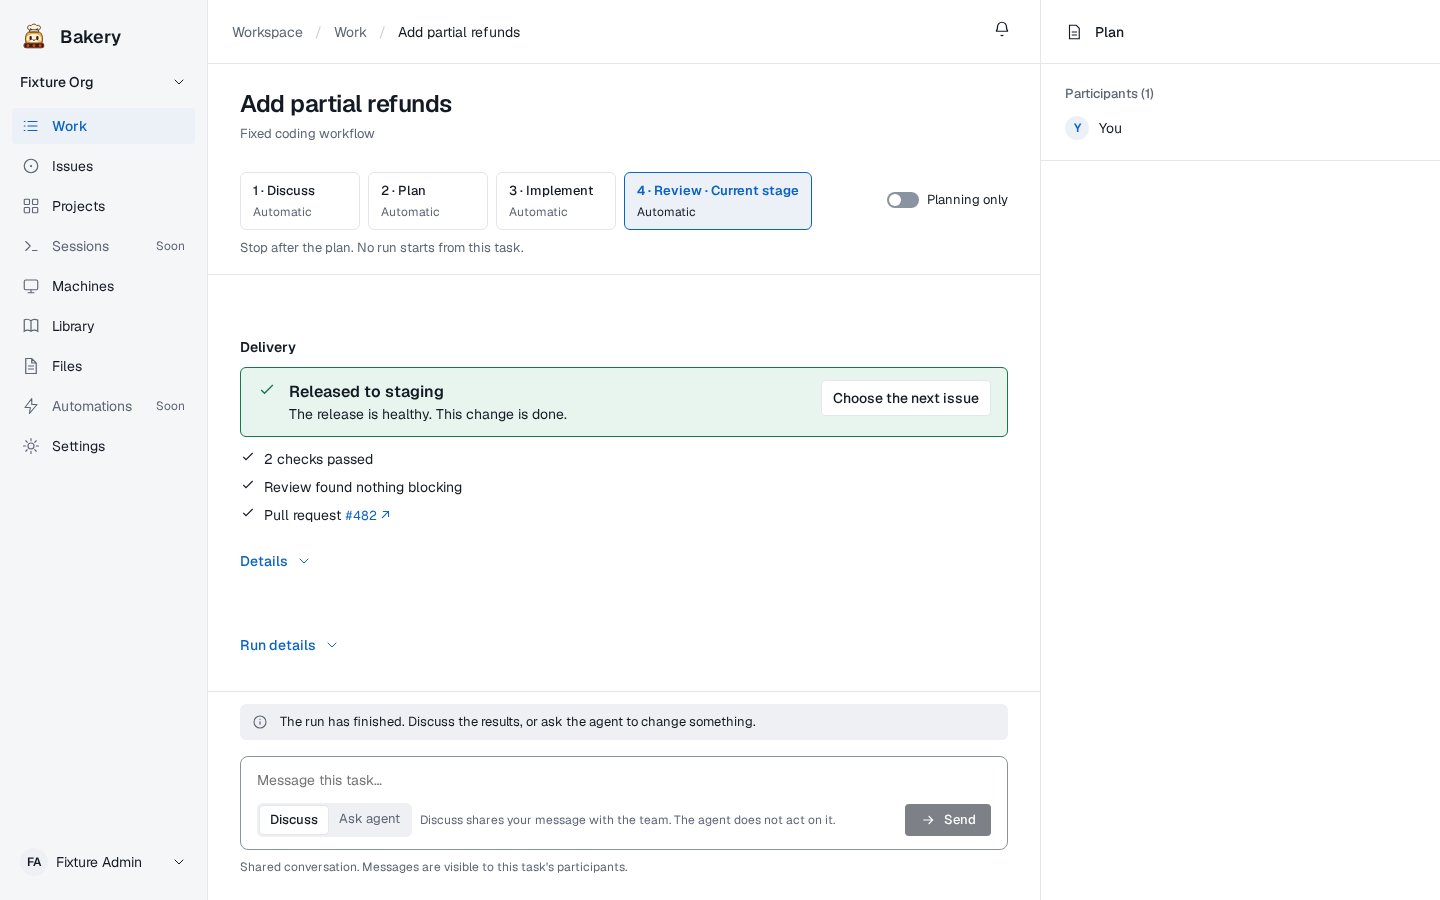 Bakery
Fixture Org
Work
Issues
Projects
Sessions Soon
Machines
Library
Files
Automations Soon
Settings
FA Fixture Admin
Workspace / Work / Add partial refunds
Add partial refunds
Fixed coding workflow
1 · Discuss
Automatic
2 · Plan
Automatic
3 · Implement
Automatic
4 · Review · Current stage
Automatic
Planning only
Stop after the plan. No run starts from this task.
Delivery
Released to staging
The release is healthy. This change is done.
Choose the next issue
2 checks passed
Review found nothing blocking
Pull request #482 ↗
Details
Run details
The run has finished. Discuss the results, or ask the agent to change something.
Message this task...
Discuss Ask agent Discuss shares your message with the team. The agent does not act on it.
→ Send
Shared conversation. Messages are visible to this task's participants.
Plan
Participants (1)
Y You